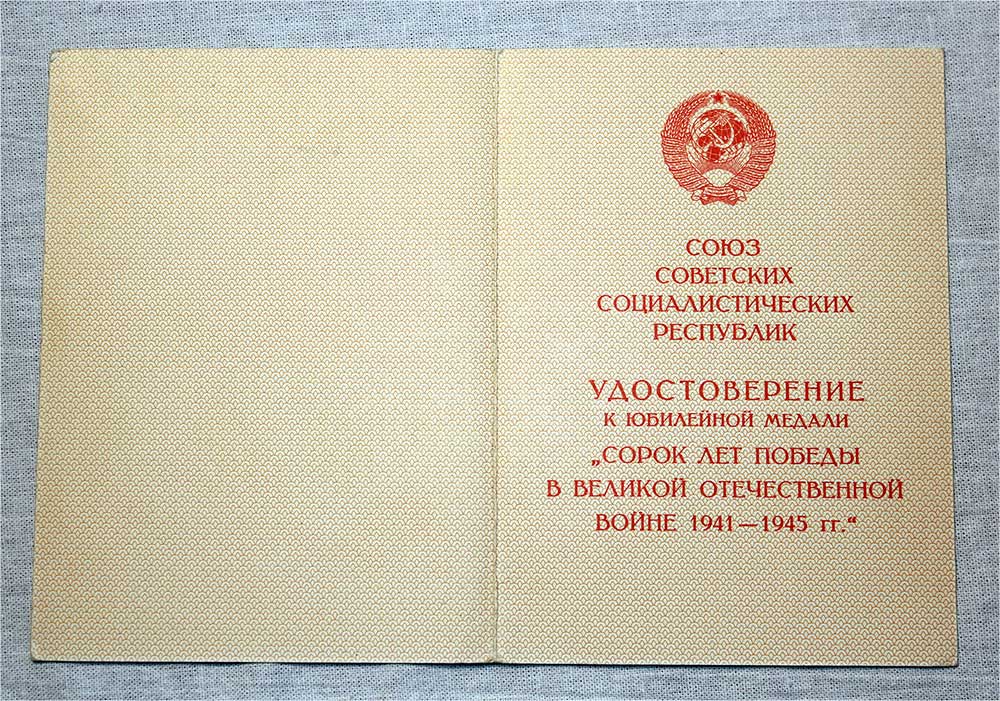 СОЮЗ
СОВЕТСКИХ
СОЦИАЛИСТИЧЕСКИХ
РЕСПУБЛИК
УДОСТОВЕРЕНИЕ
К ЮБИЛЕЙНОЙ МЕДАЛИ
„СОРОК ЛЕТ ПОБЕДЫ
В ВЕЛИКОЙ ОТЕЧЕСТВЕННОЙ
ВОЙНЕ 1941—1945 гг.“